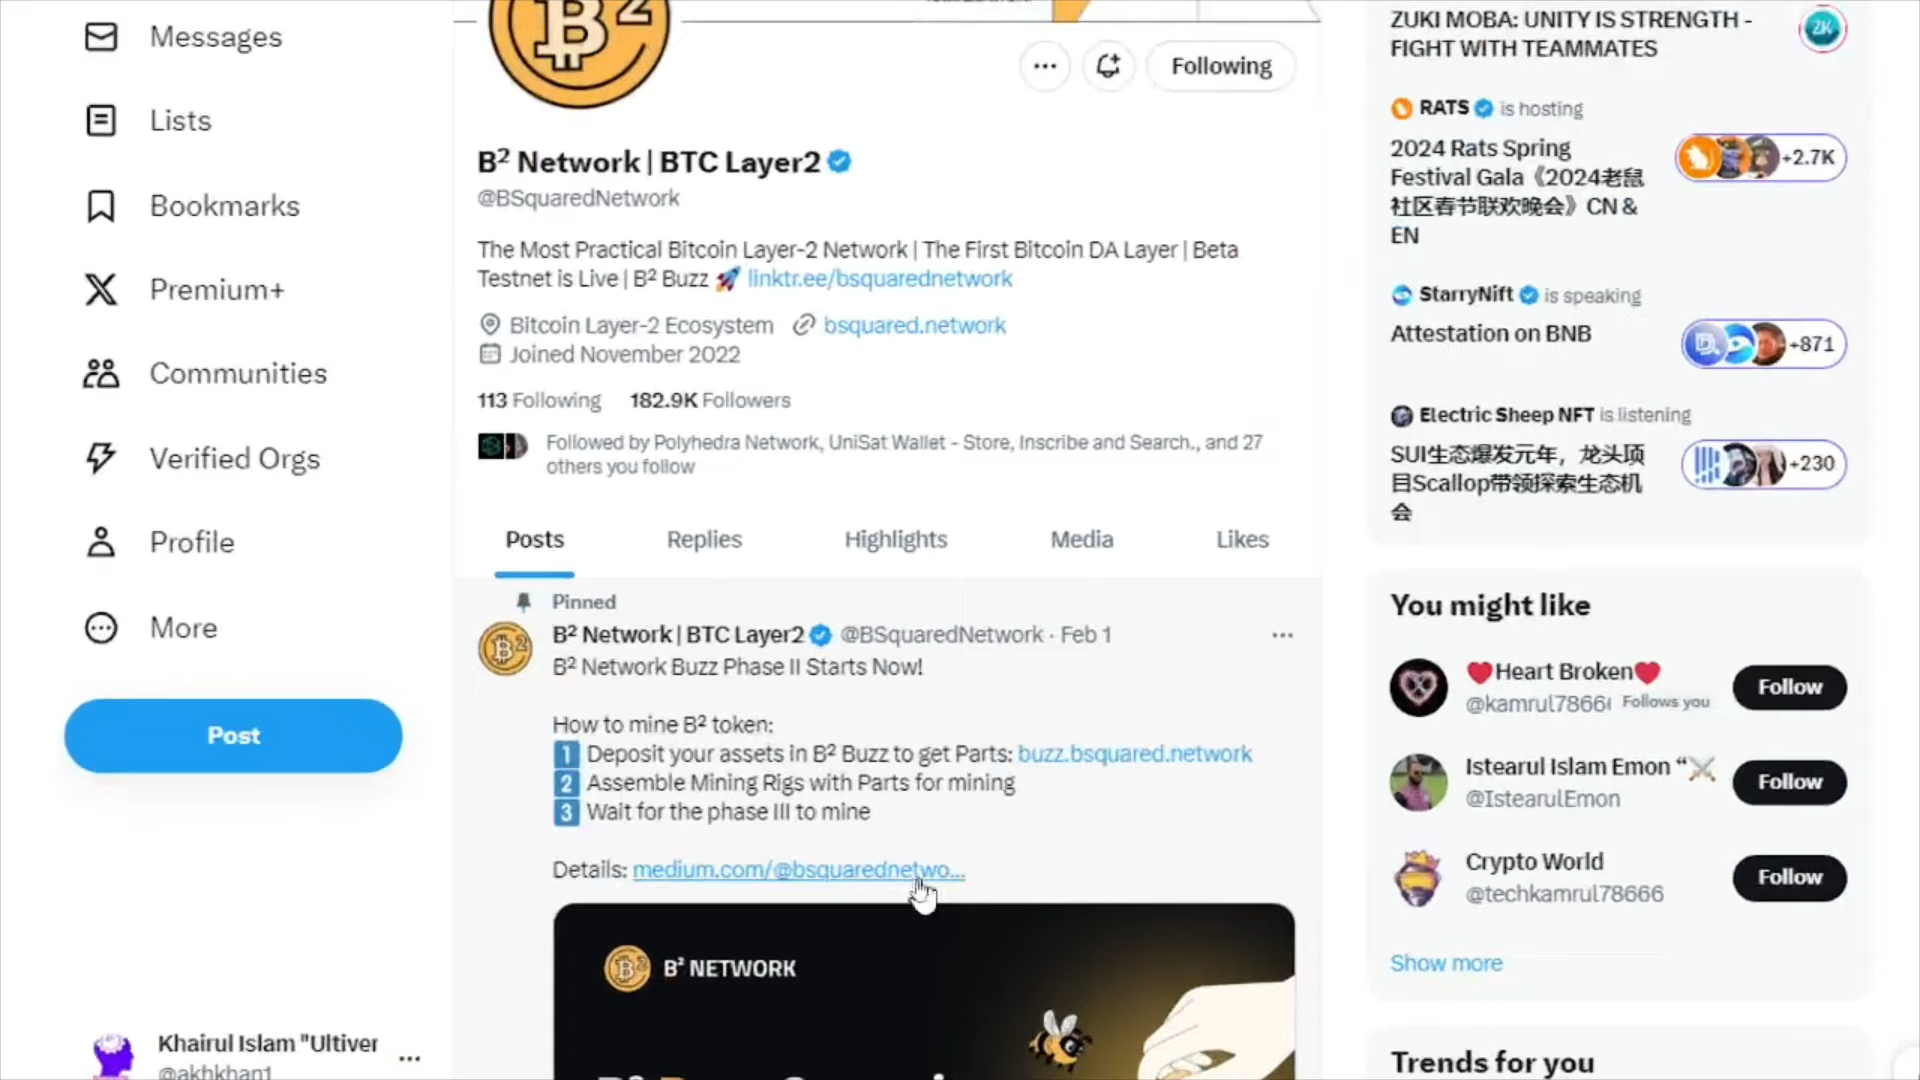 Messages
Lists
Bookmarks
Premium+
Communities
Verified Orgs
Profile
More
Post
Khairul Islam "Ultiver
@akhkhan1
Following
B² Network | BTC Layer2
@BSquaredNetwork
The Most Practical Bitcoin Layer-2 Network | The First Bitcoin DA Layer | Beta
Testnet is Live | B² Buzz 🚀 linktr.ee/bsquarednetwork
Bitcoin Layer-2 Ecosystem bsquared.network
Joined November 2022
113 Following 182.9K Followers
Followed by Polyhedra Network, UniSat Wallet - Store, Inscribe and Search., and 27
others you follow
Posts Replies Highlights Media Likes
Pinned
B² Network | BTC Layer2 @BSquaredNetwork · Feb 1
B² Network Buzz Phase II Starts Now!
How to mine B² token:
1 Deposit your assets in B² Buzz to get Parts: buzz.bsquared.network
2 Assemble Mining Rigs with Parts for mining
3 Wait for the phase III to mine
Details: medium.com/@bsquarednetwo...
B² NETWORK
ZUKI MOBA: UNITY IS STRENGTH -
FIGHT WITH TEAMMATES
ZK
RATS is hosting
2024 Rats Spring
Festival Gala《2024老鼠
社区春节联欢晚会》CN &
EN
+2.7K
StarryNift is speaking
Attestation on BNB
+871
Electric Sheep NFT is listening
SUI生态爆发元年，龙头项
目Scallop带领探索生态机
会
+230
You might like
❤️Heart Broken❤️
@kamrul7866 Follows you
Follow
Istearul Islam Emon “⚔️
@IstearulEmon
Follow
Crypto World
@techkamrul78666
Follow
Show more
Trends for you